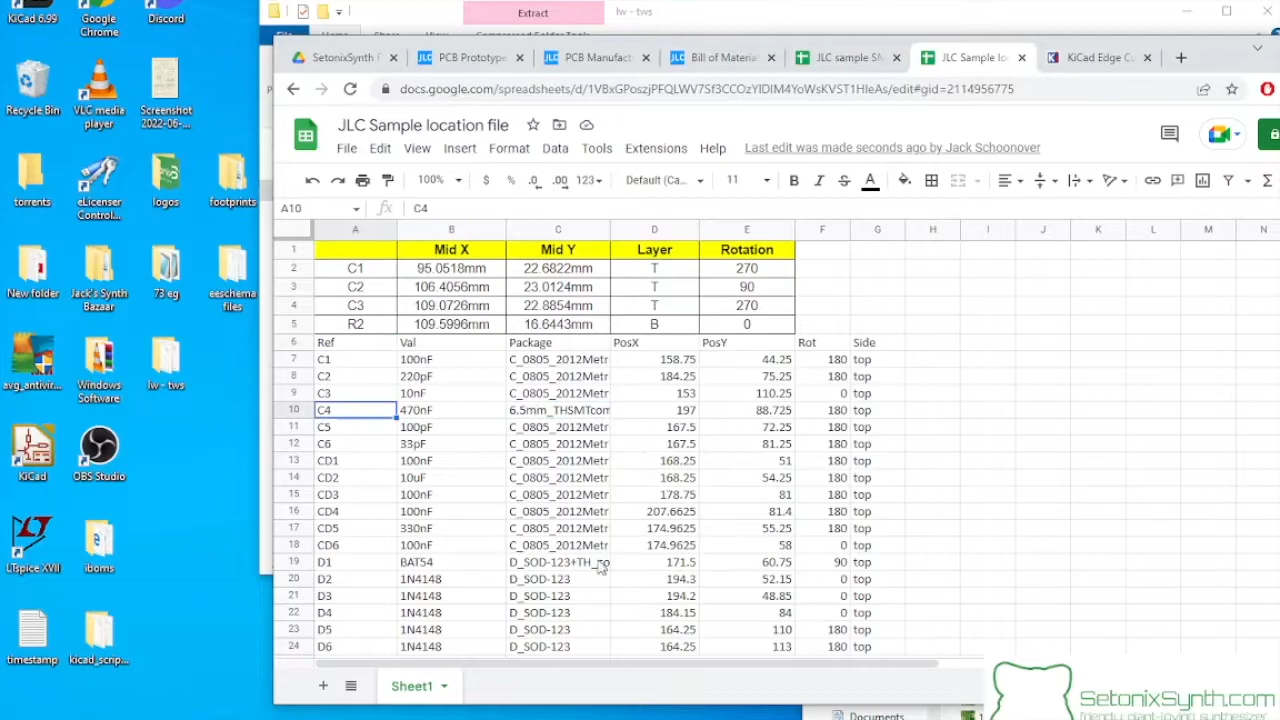 KiCad 6.99
Google Chrome
Discord
Recycle Bin
VLC media player
Screenshot 2022-06-...
torrents
eLicenser Control...
logos
footprints
New folder
Jack's Synth Bazaar
73 eg
eeschema files
avg_antivir...
Windows Software
lw - tws
KiCad
OBS Studio
LTspice XVII
iboms
timestamp
kicad_scrip...
Extract
lw - tws
SetonixSynth F
PCB Prototype
PCB Manufact
Bill of Material
JLC sample SM
JLC Sample lo
KiCad Edge Cu
docs.google.com/spreadsheets/d/1VBxGPoszjPFQLWV7Sf3CCOzYIDIM4YoWsKVST1HIeAs/edit#gid=2114956775
JLC Sample location file
File Edit View Insert Format Data Tools Extensions Help Last edit was made seconds ago by Jack Schoonover
100% $ % .0 .00 123 Default (Ca... 11 B I S A
A10 fx C4
A B C D E F G H I J K L M N
1 Mid X Mid Y Layer Rotation
2 C1 95.0518mm 22.6822mm T 270
3 C2 106.4056mm 23.0124mm T 90
4 C3 109.0726mm 22.8854mm T 270
5 R2 109.5996mm 16.6443mm B 0
6 Ref Val Package PosX PosY Rot Side
7 C1 100nF C_0805_2012Metr 158.75 44.25 180 top
8 C2 220pF C_0805_2012Metr 184.25 75.25 180 top
9 C3 10nF C_0805_2012Metr 153 110.25 0 top
10 C4 470nF 6.5mm_THSMTcom 197 88.725 180 top
11 C5 100pF C_0805_2012Metr 167.5 72.25 180 top
12 C6 33pF C_0805_2012Metr 167.5 81.25 180 top
13 CD1 100nF C_0805_2012Metr 168.25 51 180 top
14 CD2 10uF C_0805_2012Metr 168.25 54.25 180 top
15 CD3 100nF C_0805_2012Metr 178.75 81 180 top
16 CD4 100nF C_0805_2012Metr 207.6625 81.4 180 top
17 CD5 330nF C_0805_2012Metr 174.9625 55.25 180 top
18 CD6 100nF C_0805_2012Metr 174.9625 58 0 top
19 D1 BAT54 D_SOD-123+TH_co 171.5 60.75 90 top
20 D2 1N4148 D_SOD-123 194.3 52.15 0 top
21 D3 1N4148 D_SOD-123 194.2 48.85 0 top
22 D4 1N4148 D_SOD-123 184.15 84 0 top
23 D5 1N4148 D_SOD-123 164.25 110 180 top
24 D6 1N4148 D_SOD-123 164.25 113 180 top
Sheet1
SetonixSynth.com
Documents